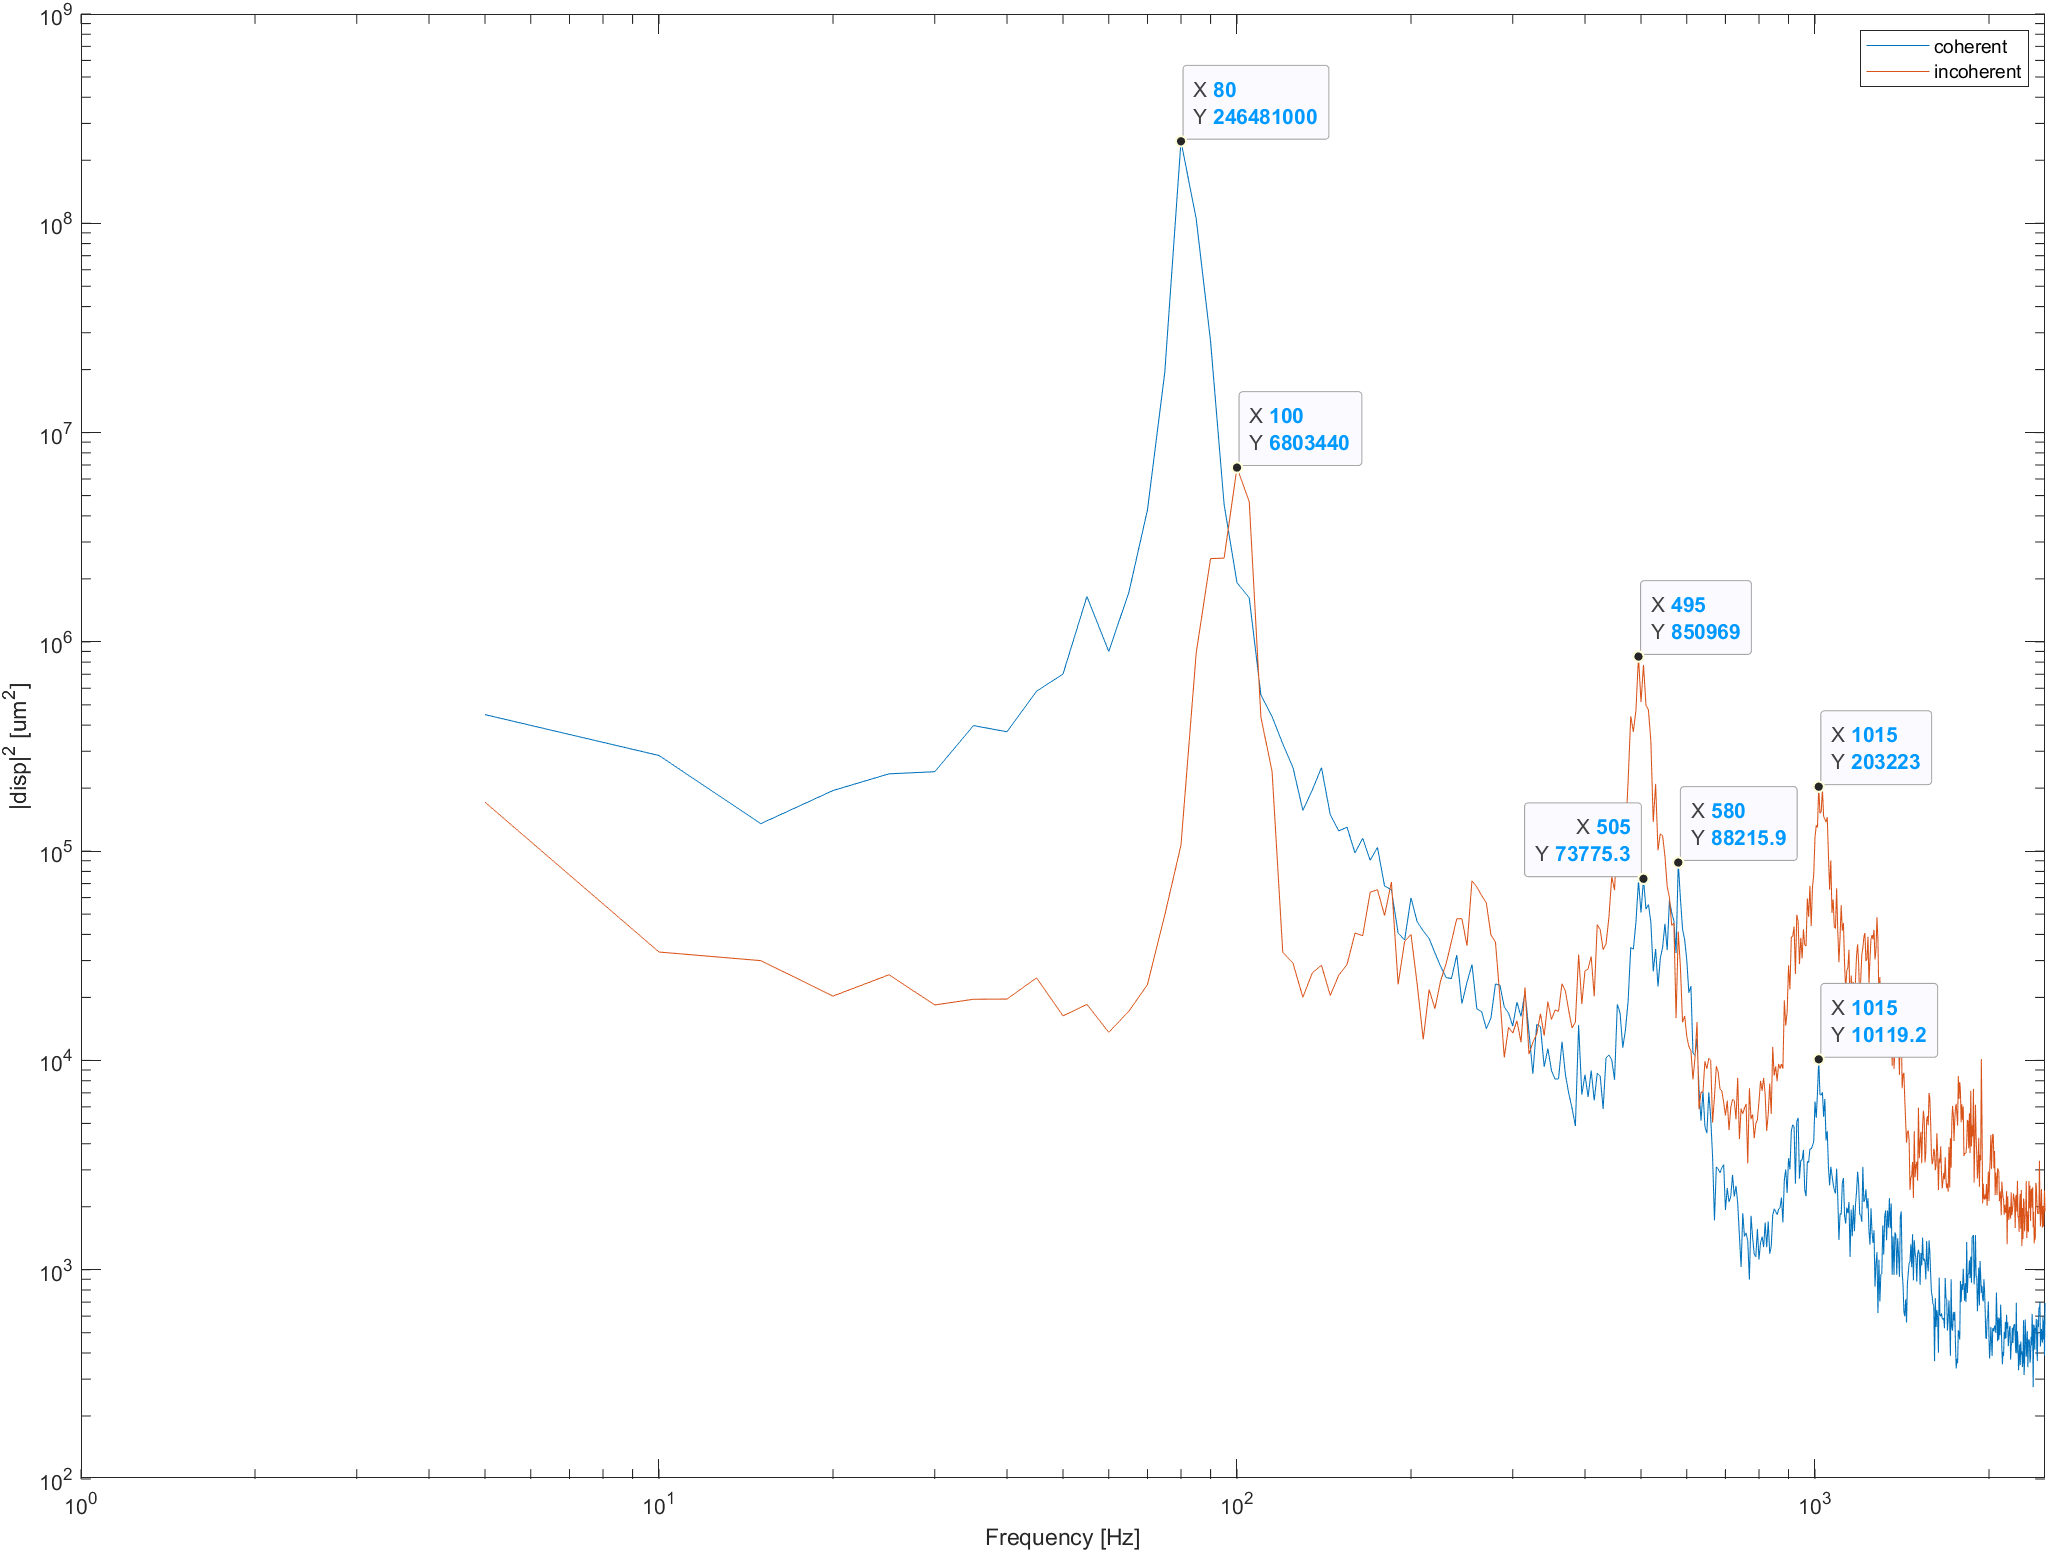 10^9
coherent
incoherent
X 80
Y 246481000
10^8
X 100
Y 6803440
10^7
X 495
Y 850969
10^6
|disp|^2 [um^2]
X 1015
Y 203223
X 505
Y 73775.3
X 580
Y 88215.9
10^5
X 1015
Y 10119.2
10^4
10^3
10^2
10^0
10^1
10^2
10^3
Frequency [Hz]